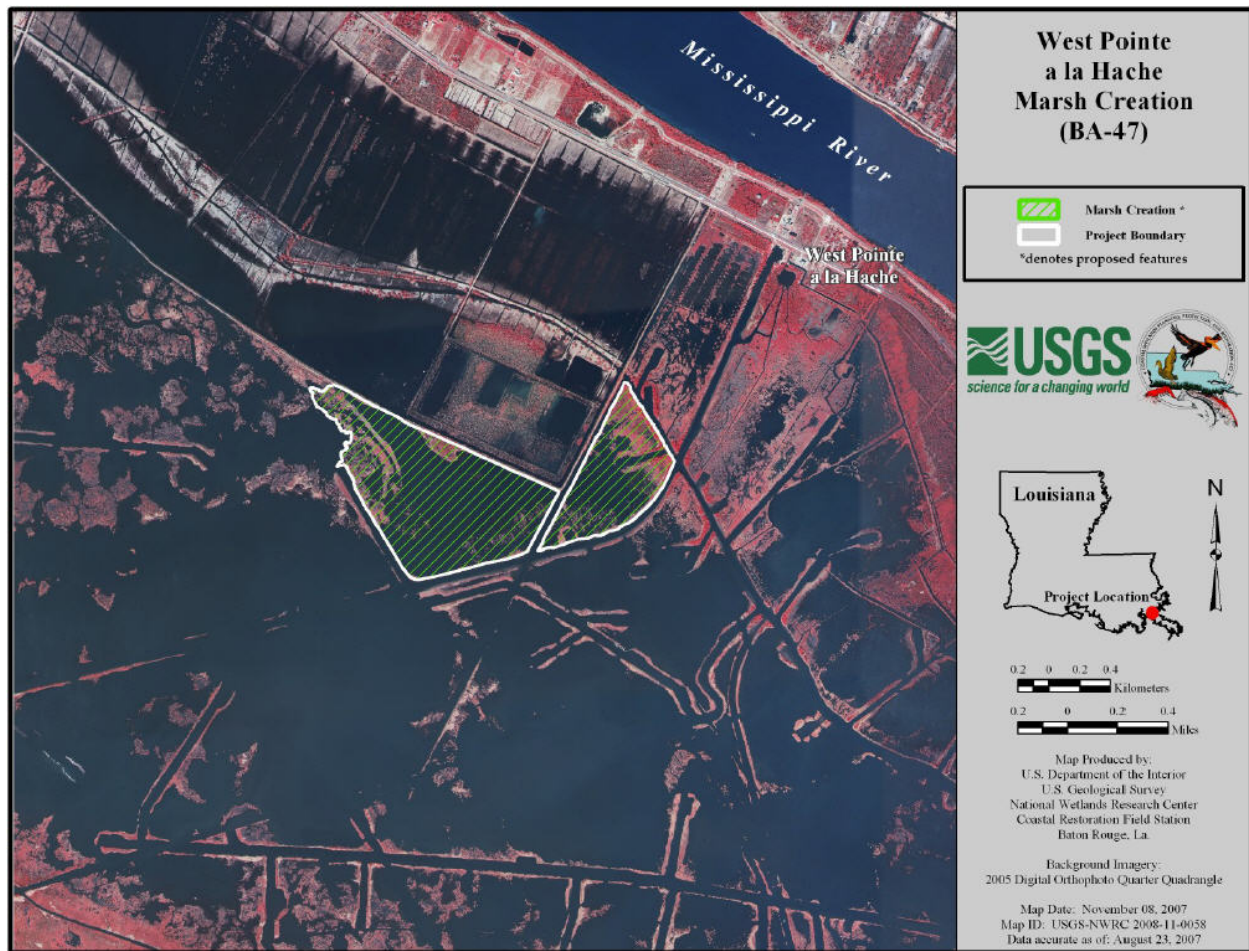 West Pointe
a la Hache
Marsh Creation
(BA-47)
Marsh Creation *
Project Boundary
*denotes proposed features
Mississippi River
West Pointe
a la Hache
USGS
science for a changing world
Louisiana
N
Project Location
0.2 0 0.2 0.4
Kilometers
0.2 0 0.2 0.4
Miles
Map Produced by:
U.S. Department of the Interior
U.S. Geological Survey
National Wetlands Research Center
Coastal Restoration Field Station
Baton Rouge, La.
Background Imagery:
2005 Digital Orthophoto Quarter Quadrangle
Map Date: November 08, 2007
Map ID: USGS-NWRC 2008-11-0058
Data accurate as of: August 23, 2007